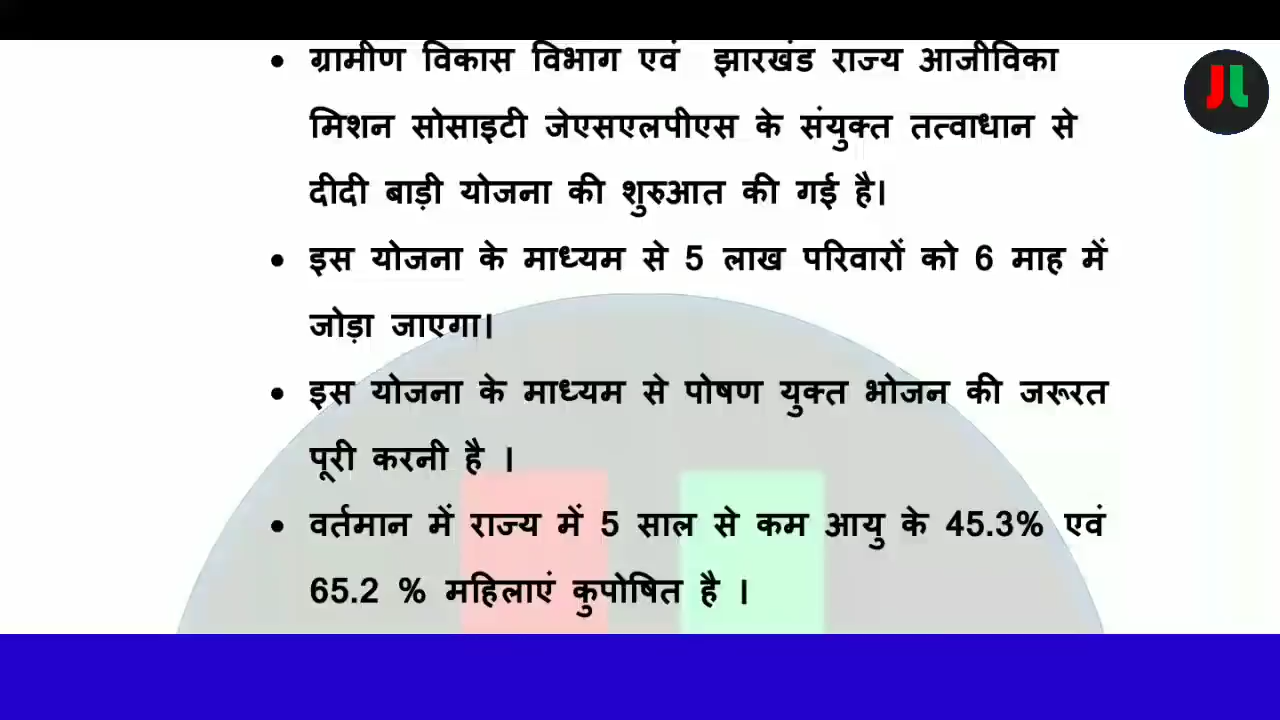 • ग्रामीण विकास विभाग एवं झारखंड राज्य आजीविका
मिशन सोसाइटी जेएसएलपीएस के संयुक्त तत्वाधान से
दीदी बाड़ी योजना की शुरुआत की गई है।
• इस योजना के माध्यम से 5 लाख परिवारों को 6 माह में
जोड़ा जाएगा।
• इस योजना के माध्यम से पोषण युक्त भोजन की जरूरत
पूरी करनी है ।
• वर्तमान में राज्य में 5 साल से कम आयु के 45.3% एवं
65.2 % महिलाएं कुपोषित है ।
JL